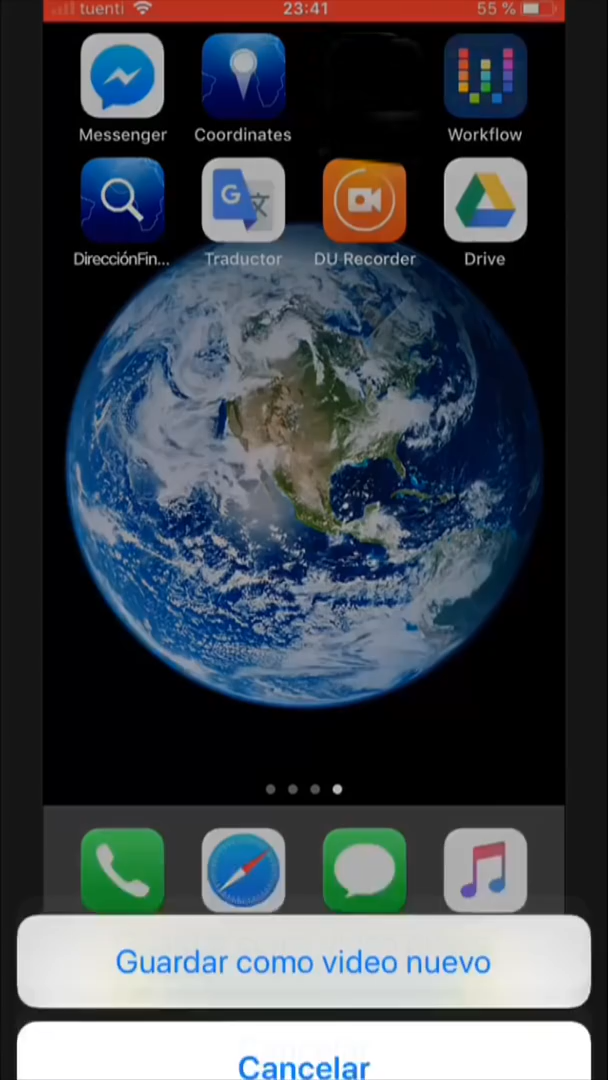 tuenti 23:41 55 %
Messenger Coordinates Workflow
DirecciónFin... Traductor DU Recorder Drive
Guardar como video nuevo
Cancelar